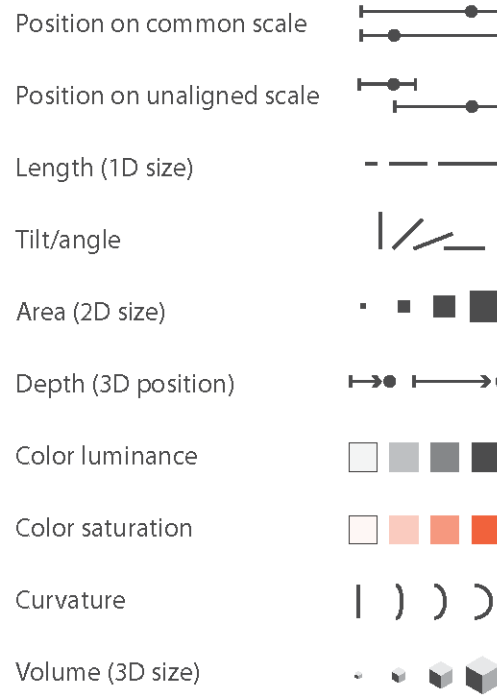 Position on common scale
Position on unaligned scale
Length (1D size)
Tilt/angle
Area (2D size)
Depth (3D position)
Color luminance
Color saturation
Curvature
Volume (3D size)